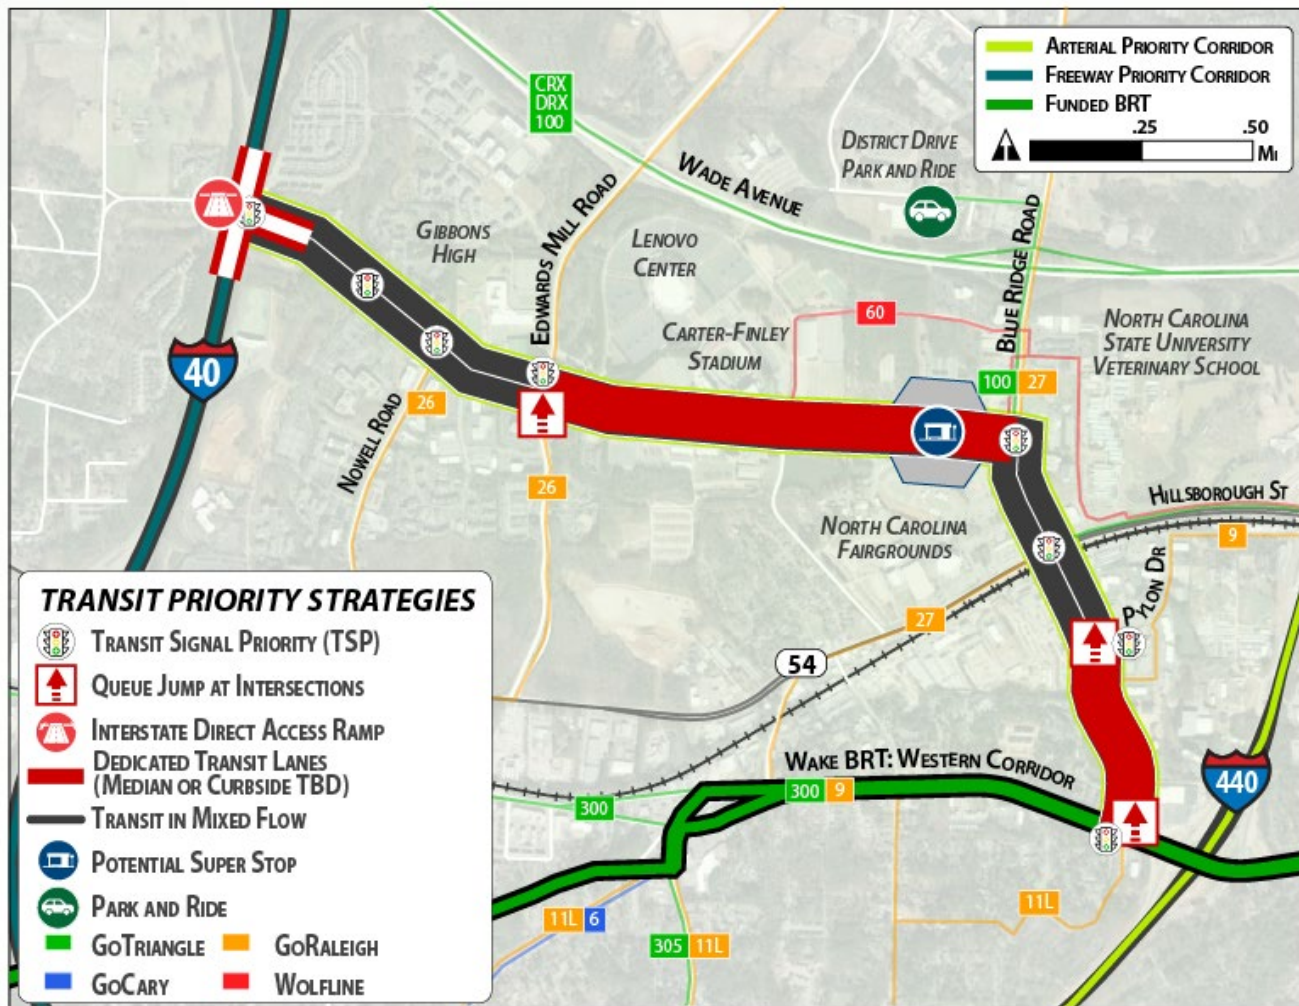 ARTERIAL PRIORITY CORRIDOR
FREEWAY PRIORITY CORRIDOR
FUNDED BRT
.25 .50
MI
CRX
DRX
100
DISTRICT DRIVE
PARK AND RIDE
WADE AVENUE
EDWARDS MILL ROAD
BLUE RIDGE ROAD
GIBBONS
HIGH
LENOVO
CENTER
60
CARTER-FINLEY
STADIUM
NORTH CAROLINA
STATE UNIVERSITY
VETERINARY SCHOOL
40
100 27
26
NOWELL ROAD
26
HILLSBOROUGH ST
NORTH CAROLINA
FAIRGROUNDS
9
PYLON DR
27
54
WAKE BRT: WESTERN CORRIDOR
440
300
300 9
11L 6
11L
305 11L
TRANSIT PRIORITY STRATEGIES
TRANSIT SIGNAL PRIORITY (TSP)
QUEUE JUMP AT INTERSECTIONS
INTERSTATE DIRECT ACCESS RAMP
DEDICATED TRANSIT LANES
(MEDIAN OR CURBSIDE TBD)
TRANSIT IN MIXED FLOW
POTENTIAL SUPER STOP
PARK AND RIDE
GOTRIANGLE GORALEIGH
GOCARY WOLFLINE